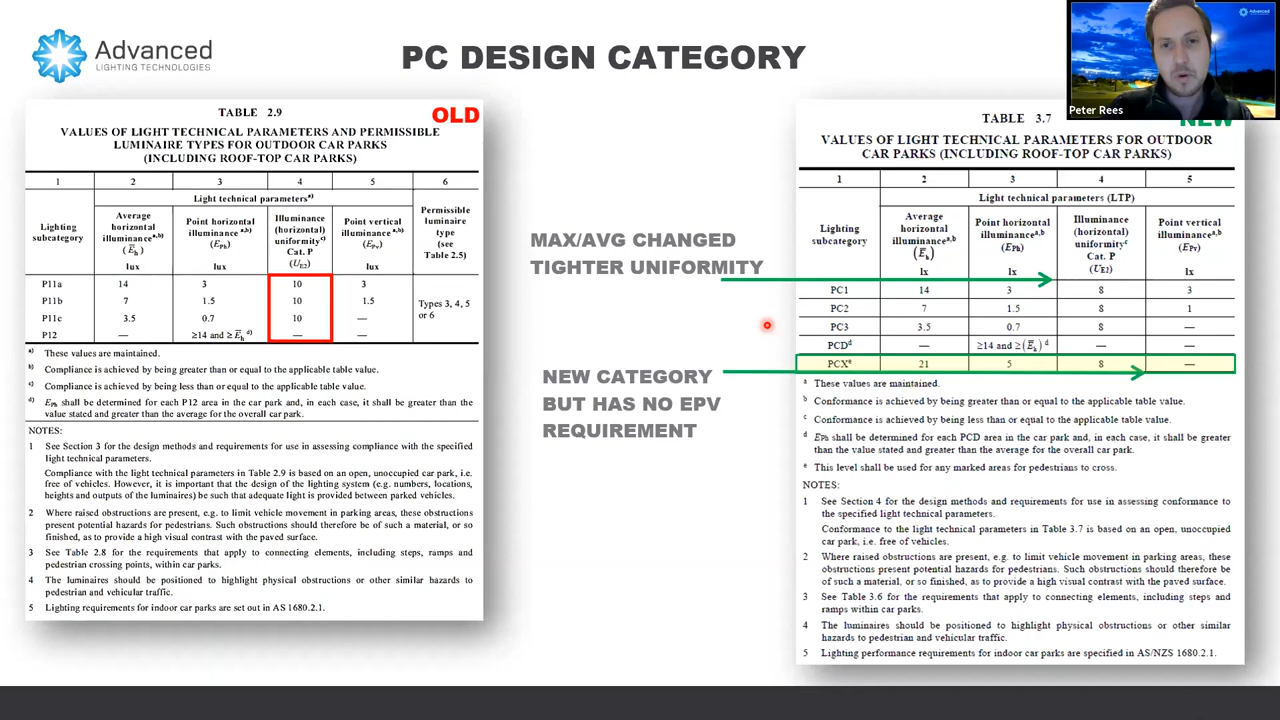 Advanced
LIGHTING TECHNOLOGIES
PC DESIGN CATEGORY
Peter Rees
TABLE 2.9
OLD
VALUES OF LIGHT TECHNICAL PARAMETERS AND PERMISSIBLE
LUMINAIRE TYPES FOR OUTDOOR CAR PARKS
(INCLUDING ROOF-TOP CAR PARKS)
1 2 3 4 5 6
Light technical parameters a)
Lighting subcategory
Average horizontal illuminance a,b) (Ēh) lux
Point horizontal illuminance a,b) (EPh) lux
Illuminance (horizontal) uniformity c) Cat. P (UE2)
Point vertical illuminance a,b) (EPv) lux
Permissible luminaire type (see Table 2.5)
P11a 14 3 10 3
P11b 7 1.5 10 1.5
P11c 3.5 0.7 10 —
P12 — ≥14 and ≥ Ēh d) — —
Types 3, 4, 5 or 6
a) These values are maintained.
b) Compliance is achieved by being greater than or equal to the applicable table value.
c) Compliance is achieved by being less than or equal to the applicable table value.
d) EPh shall be determined for each P12 area in the car park and, in each case, it shall be greater than the
value stated and greater than the average for the overall car park.
NOTES:
1 See Section 3 for the design methods and requirements for use in assessing compliance with the specified
light technical parameters.
Compliance with the light technical parameters in Table 2.9 is based on an open, unoccupied car park, i.e.
free of vehicles. However, it is important that the design of the lighting system (e.g. numbers, locations,
heights and outputs of the luminaires) be such that adequate light is provided between parked vehicles.
2 Where raised obstructions are present, e.g. to limit vehicle movement in parking areas, these obstructions
present potential hazards for pedestrians. Such obstructions should therefore be of such a material, or so
finished, as to provide a high visual contrast with the paved surface.
3 See Table 2.8 for the requirements that apply to connecting elements, including steps, ramps and
pedestrian crossing points, within car parks.
4 The luminaires should be positioned to highlight physical obstructions or other similar hazards to
pedestrian and vehicular traffic.
5 Lighting requirements for indoor car parks are set out in AS 1680.2.1.
MAX/AVG CHANGED
TIGHTER UNIFORMITY
NEW CATEGORY
BUT HAS NO EPV
REQUIREMENT
NEW
TABLE 3.7
VALUES OF LIGHT TECHNICAL PARAMETERS FOR OUTDOOR
CAR PARKS (INCLUDING ROOF-TOP CAR PARKS)
1 2 3 4 5
Light technical parameters (LTP)
Lighting subcategory
Average horizontal illuminance a,b (Ēh) lx
Point horizontal illuminance a,b (EPh) lx
Illuminance (horizontal) uniformity c Cat. P (UE2)
Point vertical illuminance a,b (EPv) lx
PC1 14 3 8 3
PC2 7 1.5 8 1
PC3 3.5 0.7 8 —
PCD d — ≥14 and ≥ (Ēh) d — —
PCX e 21 5 8 —
a These values are maintained.
b Conformance is achieved by being greater than or equal to the applicable table value.
c Conformance is achieved by being less than or equal to the applicable table value.
d EPh shall be determined for each PCD area in the car park and, in each case, it shall be greater
than the value stated and greater than the average for the overall car park.
e This level shall be used for any marked areas for pedestrians to cross.
NOTES:
1 See Section 4 for the design methods and requirements for use in assessing conformance to
the specified light technical parameters.
Conformance to the light technical parameters in Table 3.7 is based on an open, unoccupied
car park, i.e. free of vehicles.
2 Where raised obstructions are present, e.g. to limit vehicle movement in parking areas, these
obstructions present potential hazards for pedestrians. Such obstructions should therefore be
of such a material, or so finished, as to provide a high visual contrast with the paved surface.
3 See Table 3.6 for the requirements that apply to connecting elements, including steps and
ramps within car parks.
4 The luminaires should be positioned to highlight physical obstructions or other similar
hazards to pedestrian and vehicular traffic.
5 Lighting performance requirements for indoor car parks are specified in AS/NZS 1680.2.1.